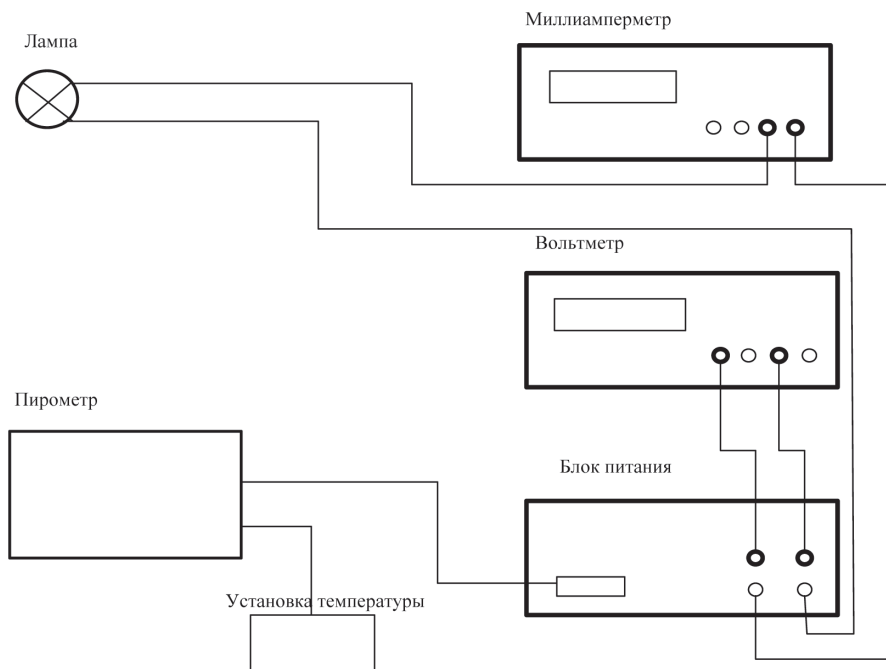 Миллиамперметр
Лампа
Вольтметр
Пирометр
Блок питания
Установка температуры